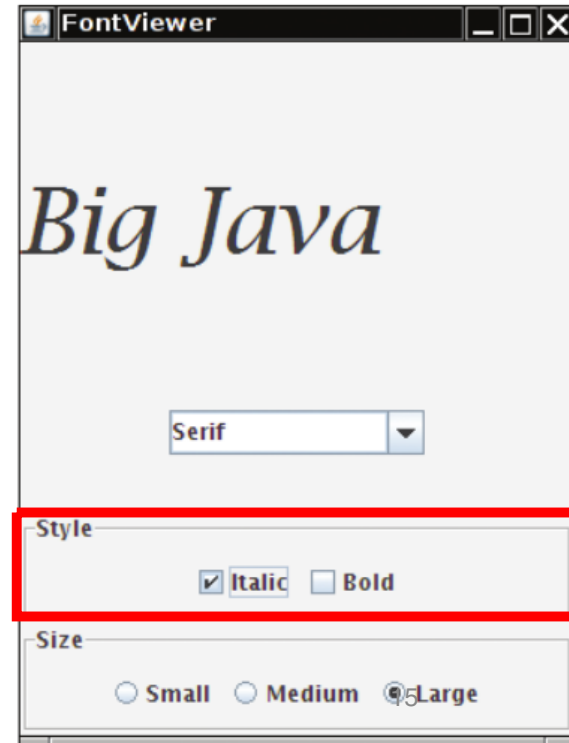 FontViewer
Big Java
Serif
Style
Italic Bold
Size
Small Medium Large